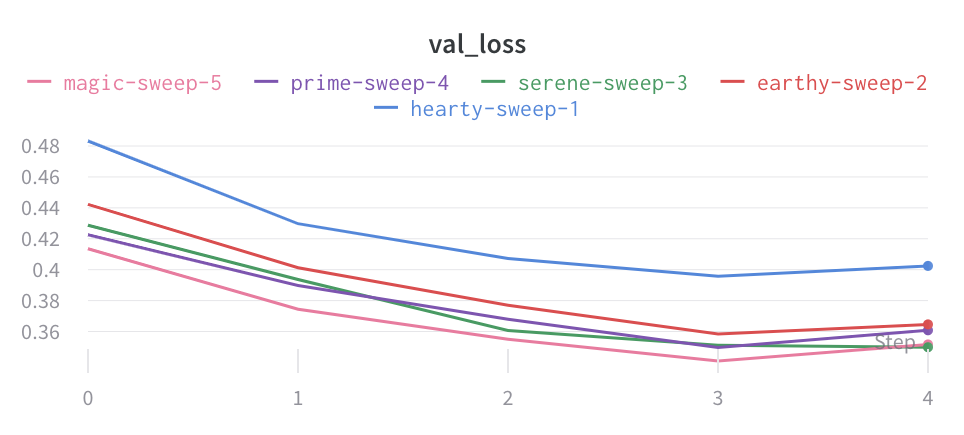 val_loss
magic-sweep-5 prime-sweep-4 serene-sweep-3 earthy-sweep-2
hearty-sweep-1
0.48
0.46
0.44
0.42
0.4
0.38
0.36
Step
0 1 2 3 4